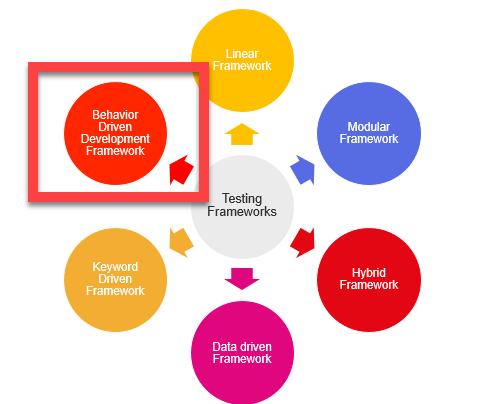 Linear
Framework
Behavior
Driven
Development
Framework
Modular
Framework
Testing
Frameworks
Keyword
Driven
Framework
Hybrid
Framework
Data driven
Framework